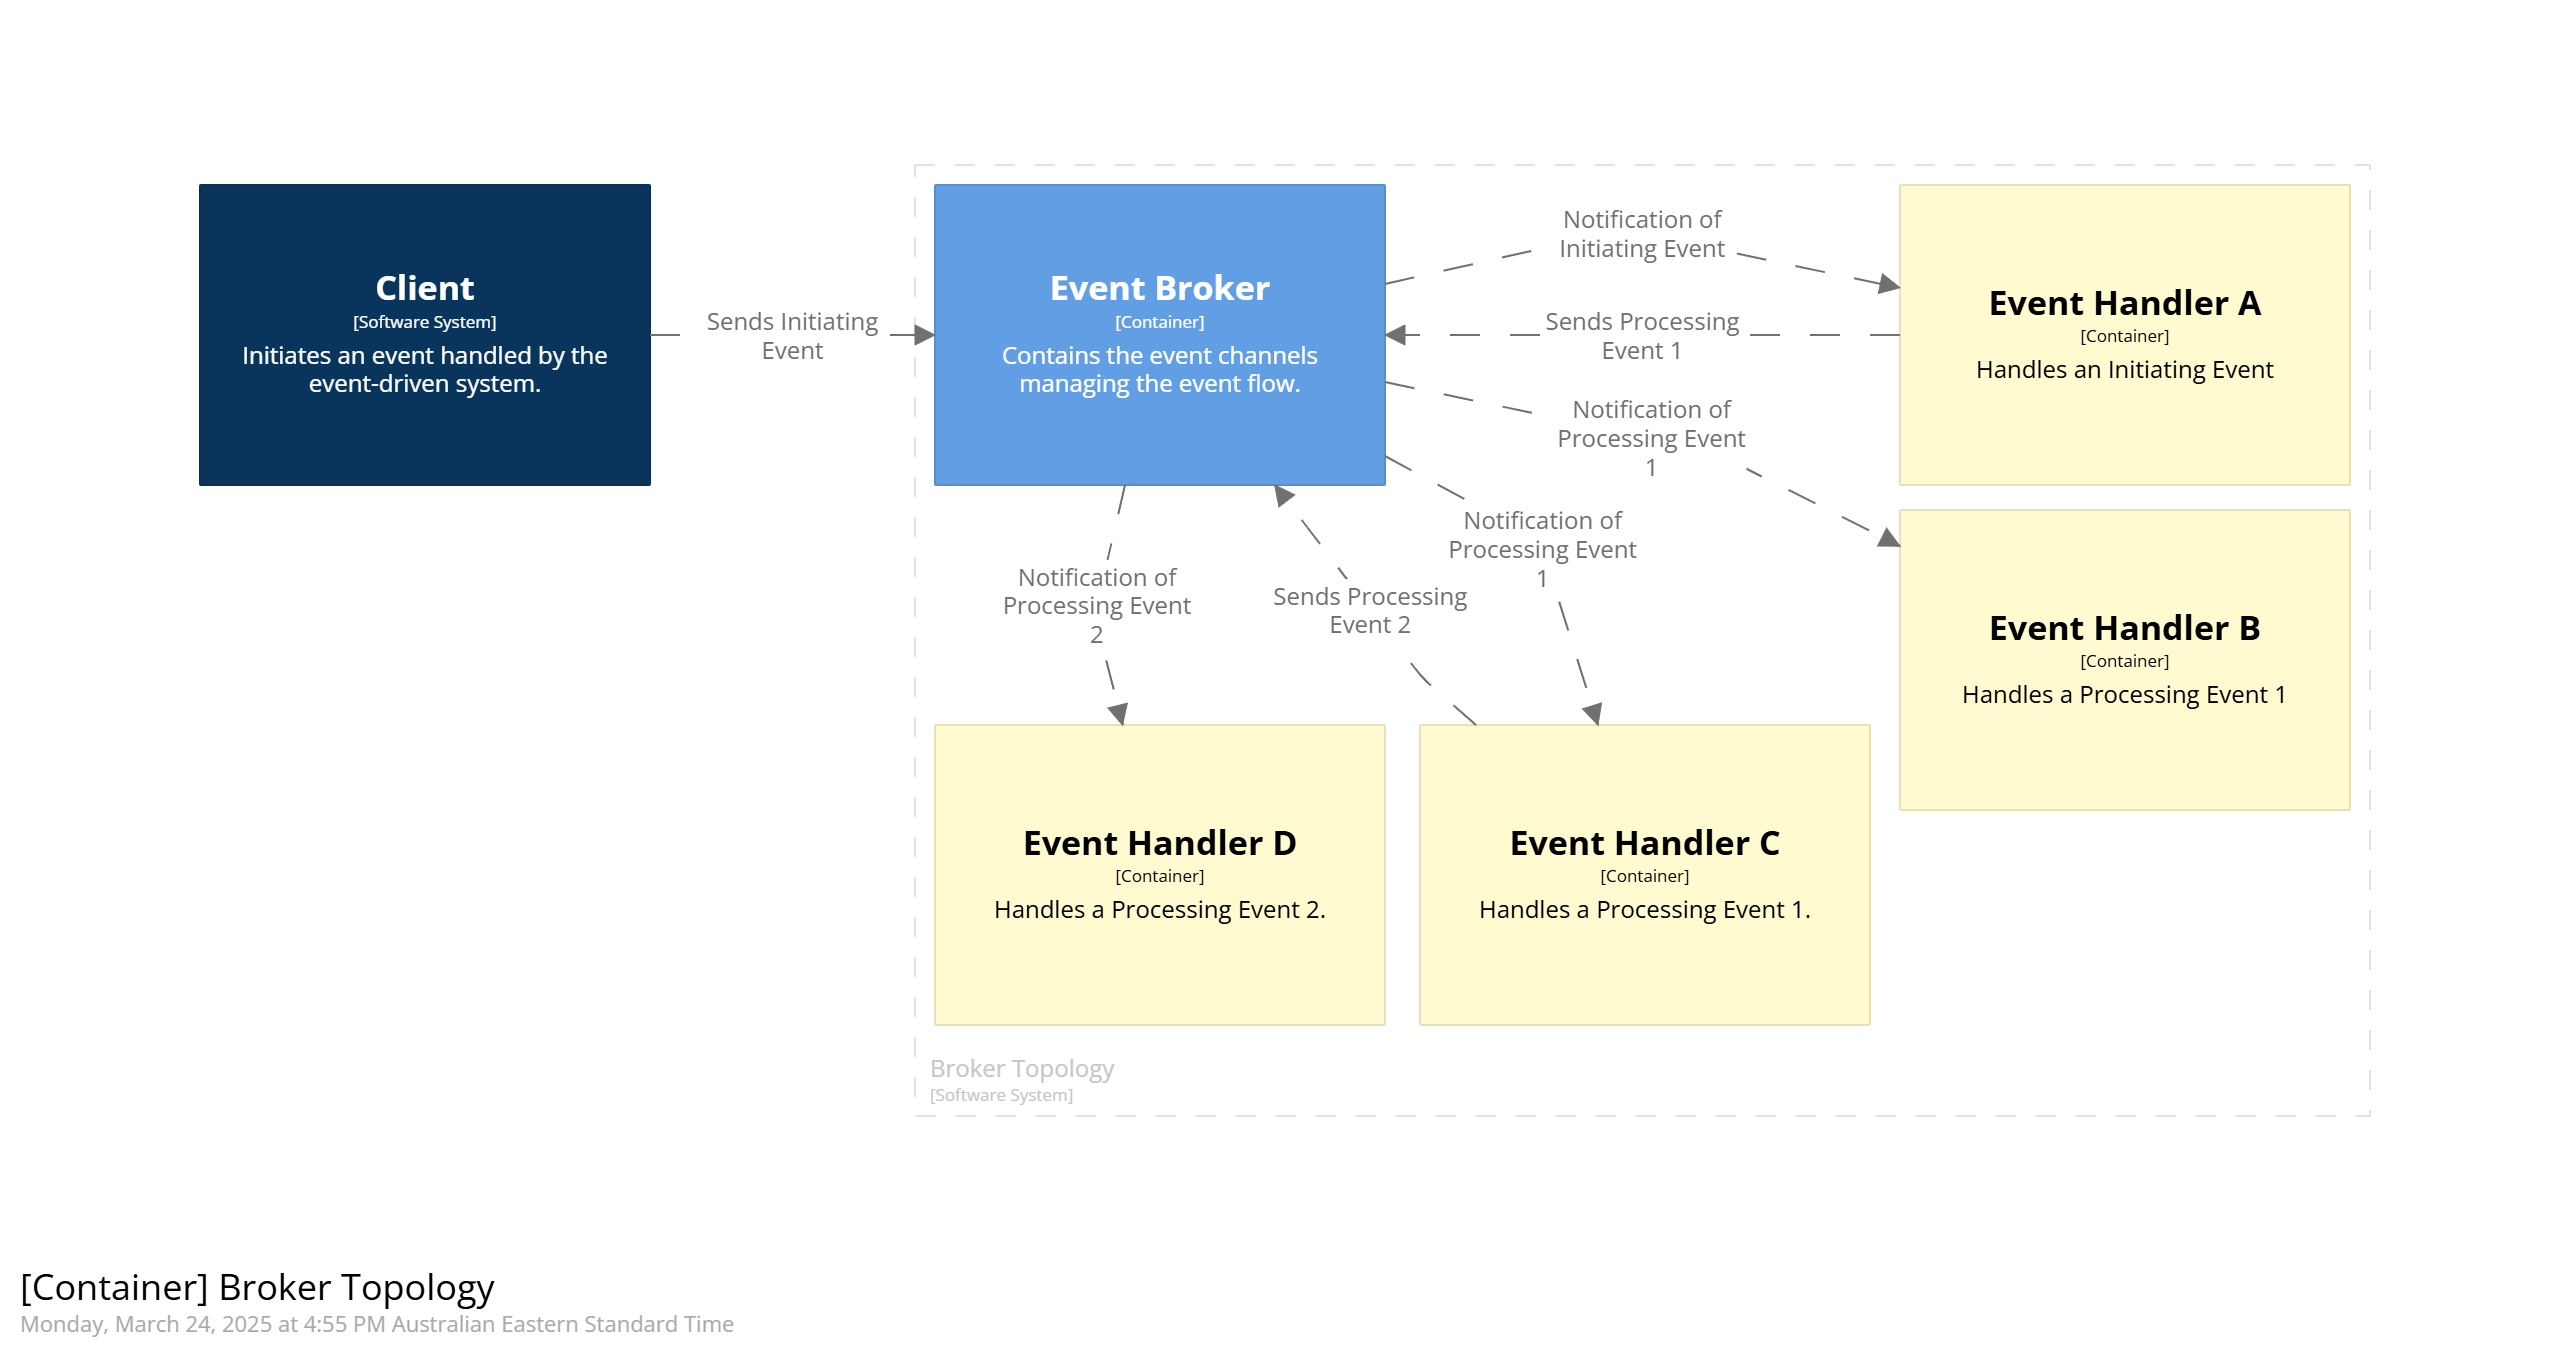 Client
[Software System]
Initiates an event handled by the
event-driven system.
Sends Initiating
Event
Event Broker
[Container]
Contains the event channels
managing the event flow.
Notification of
Initiating Event
Sends Processing
Event 1
Notification of
Processing Event
1
Event Handler A
[Container]
Handles an Initiating Event
Notification of
Processing Event
1
Sends Processing
Event 2
Notification of
Processing Event
2
Event Handler B
[Container]
Handles a Processing Event 1
Event Handler D
[Container]
Handles a Processing Event 2.
Event Handler C
[Container]
Handles a Processing Event 1.
Broker Topology
[Software System]
[Container] Broker Topology
Monday, March 24, 2025 at 4:55 PM Australian Eastern Standard Time